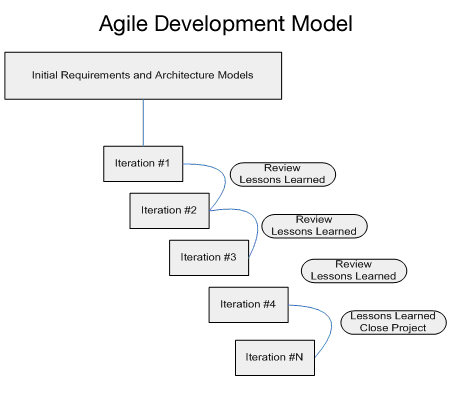 Agile Development Model
Initial Requirements and Architecture Models
Iteration #1
Review
Lessons Learned
Iteration #2
Review
Lessons Learned
Iteration #3
Review
Lessons Learned
Iteration #4
Lessons Learned
Close Project
Iteration #N